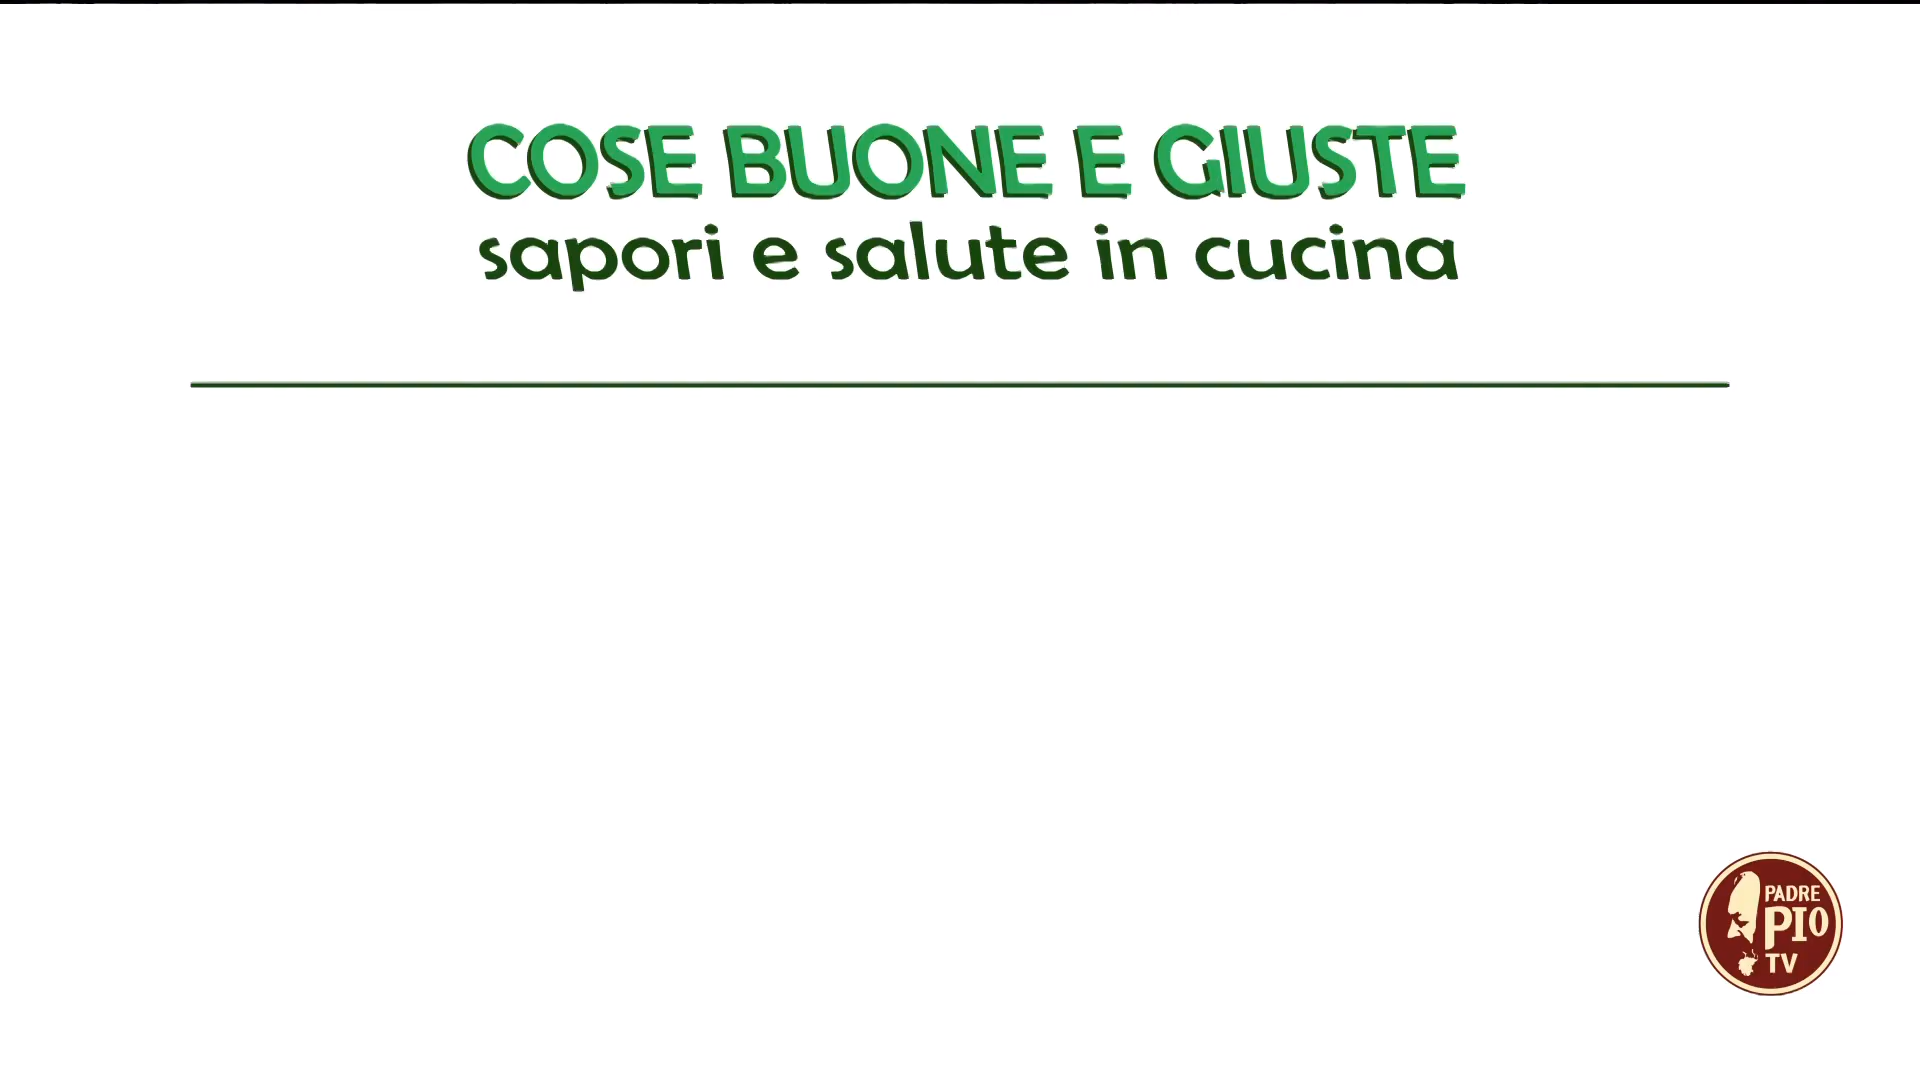 COSE BUONE E GIUSTE
sapori e salute in cucina
PADRE
PIO
TV